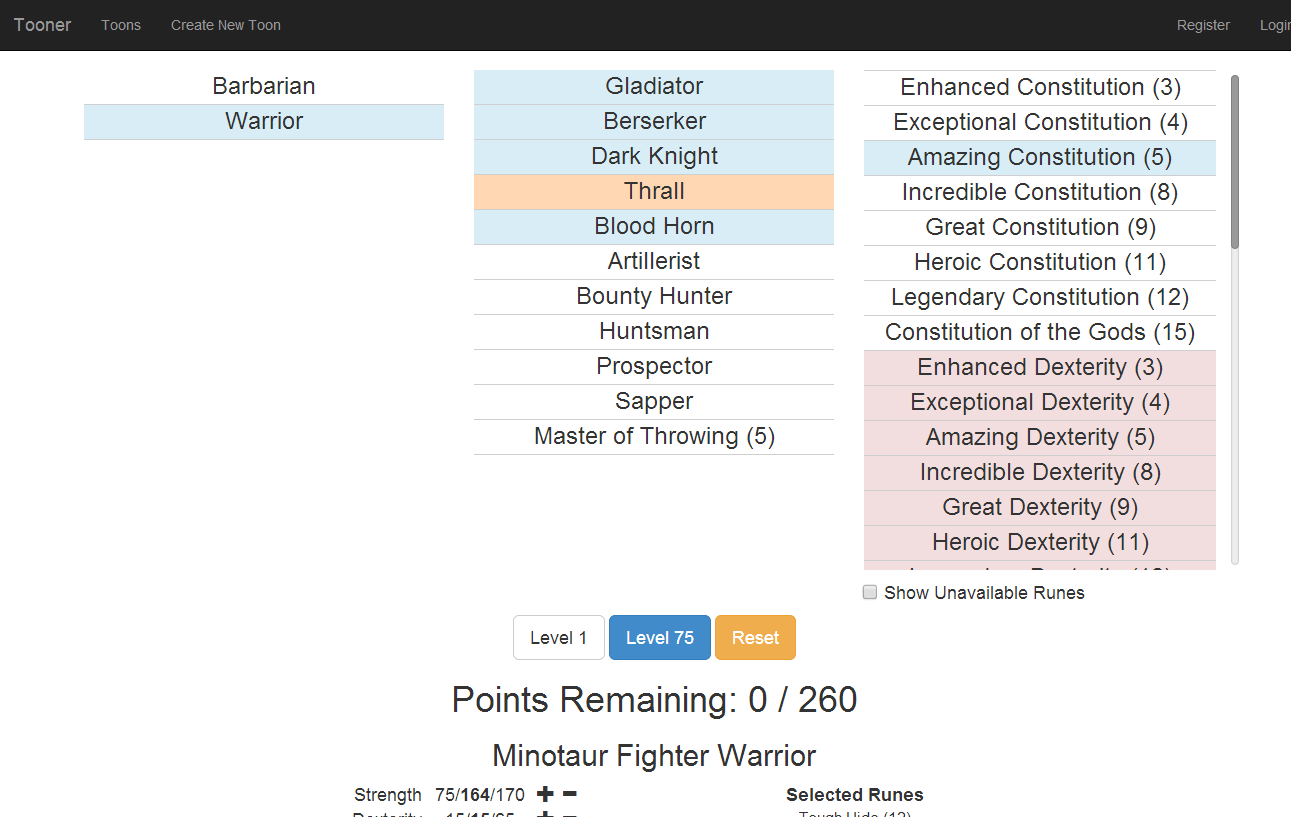 Tooner Toons Create New Toon Register Login
Barbarian
Warrior
Gladiator
Berserker
Dark Knight
Thrall
Blood Horn
Artillerist
Bounty Hunter
Huntsman
Prospector
Sapper
Master of Throwing (5)
Enhanced Constitution (3)
Exceptional Constitution (4)
Amazing Constitution (5)
Incredible Constitution (8)
Great Constitution (9)
Heroic Constitution (11)
Legendary Constitution (12)
Constitution of the Gods (15)
Enhanced Dexterity (3)
Exceptional Dexterity (4)
Amazing Dexterity (5)
Incredible Dexterity (8)
Great Dexterity (9)
Heroic Dexterity (11)
Show Unavailable Runes
Level 1 Level 75 Reset
Points Remaining: 0 / 260
Minotaur Fighter Warrior
Strength 75/164/170
Selected Runes
Tough Hide (12)